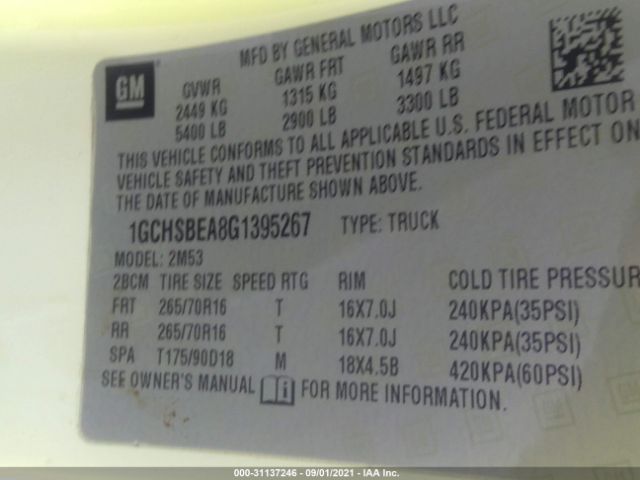 MFD BY GENERAL MOTORS LLC
GM
GVWR GAWR FRT GAWR RR
2449 KG 1315 KG 1497 KG
5400 LB 2900 LB 3300 LB
THIS VEHICLE CONFORMS TO ALL APPLICABLE U.S. FEDERAL MOTOR
VEHICLE SAFETY AND THEFT PREVENTION STANDARDS IN EFFECT ON
THE DATE OF MANUFACTURE SHOWN ABOVE.
1GCHSBEA8G1395267 TYPE: TRUCK
MODEL: 2M53
2BCM TIRE SIZE SPEED RTG RIM COLD TIRE PRESSUR
FRT 265/70R16 T 16X7.0J 240KPA(35PSI)
RR 265/70R16 T 16X7.0J 240KPA(35PSI)
SPA T175/90D18 M 18X4.5B 420KPA(60PSI)
SEE OWNER'S MANUAL i FOR MORE INFORMATION.
000-31137246 - 09/01/2021 - IAA Inc.